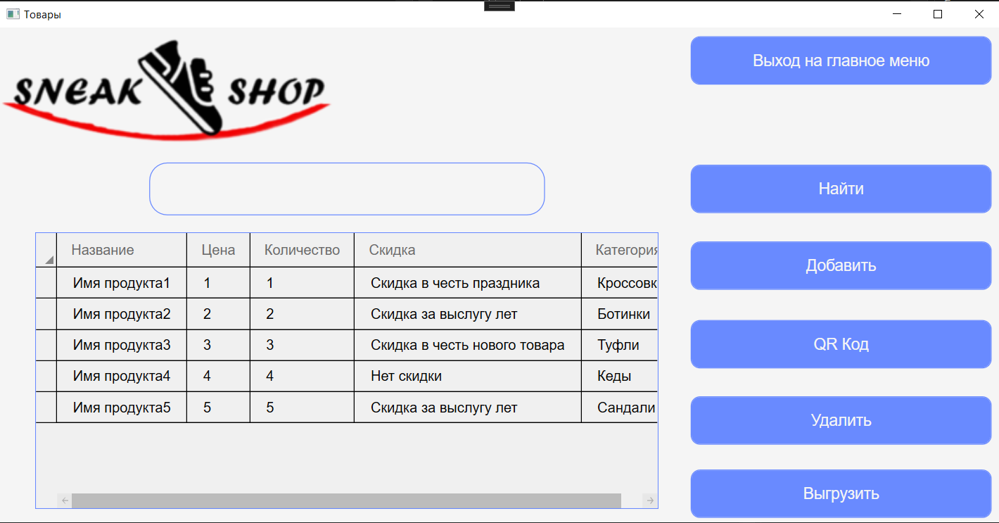 Товары
SNEAK SHOP
Выход на главное меню
Найти
Название Цена Количество Скидка Категория
Имя продукта1 1 1 Скидка в честь праздника Кроссовк
Имя продукта2 2 2 Скидка за выслугу лет Ботинки
Имя продукта3 3 3 Скидка в честь нового товара Туфли
Имя продукта4 4 4 Нет скидки Кеды
Имя продукта5 5 5 Скидка за выслугу лет Сандали
Добавить
QR Код
Удалить
Выгрузить